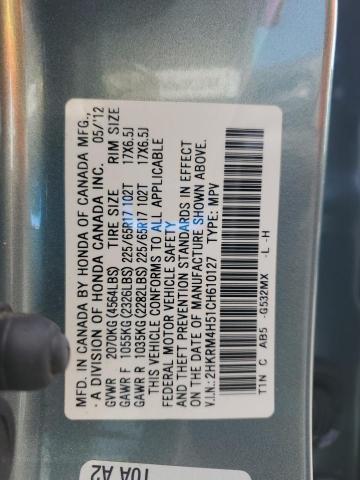 MFD. IN CANADA BY HONDA OF CANADA MFG.,
A DIVISION OF HONDA CANADA INC. 05/'12
GVWR 2070KG(4564LBS) TIRE SIZE RIM SIZE
GAWR F 1055KG(2326LBS)225/65R17 102T 17X6.5J
GAWR R 1035KG(2282LBS)225/65R17 102T 17X6.5J
THIS VEHICLE CONFORMS TO ALL APPLICABLE
FEDERAL MOTOR VEHICLE SAFETY
AND THEFT PREVENTION STANDARDS IN EFFECT
ON THE DATE OF MANUFACTURE SHOWN ABOVE.
V.I.N.: 2HKRM4H51CH610127 TYPE: MPV
T1N C AB5 -G532MX -L -H
10A A2